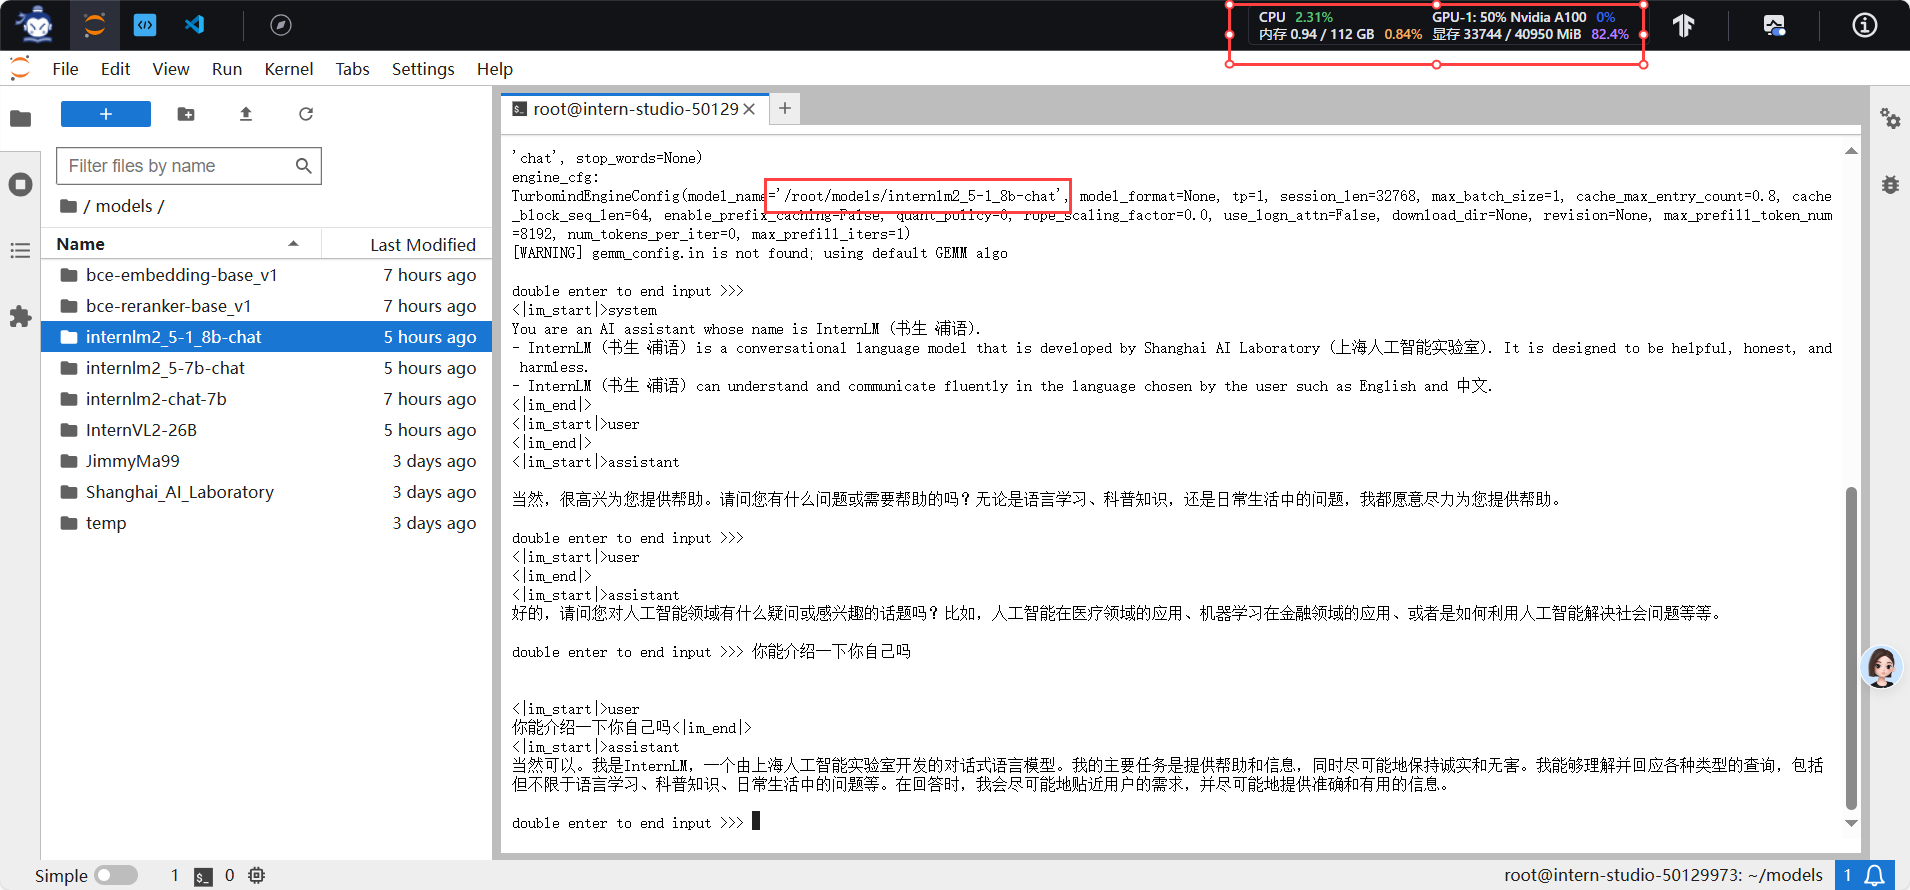 CPU 2.31% GPU-1: 50% Nvidia A100 0%
内存 0.94 / 112 GB 0.84% 显存 33744 / 40950 MiB 82.4%
File Edit View Run Kernel Tabs Settings Help
root@intern-studio-50129
Filter files by name
/ models /
Name Last Modified
bce-embedding-base_v1 7 hours ago
bce-reranker-base_v1 7 hours ago
internlm2_5-1_8b-chat 5 hours ago
internlm2_5-7b-chat 5 hours ago
internlm2-chat-7b 7 hours ago
InternVL2-26B 5 hours ago
JimmyMa99 3 days ago
Shanghai_AI_Laboratory 3 days ago
temp 3 days ago
'chat', stop_words=None)
engine_cfg:
TurbomindEngineConfig(model_name='/root/models/internlm2_5-1_8b-chat', model_format=None, tp=1, session_len=32768, max_batch_size=1, cache_max_entry_count=0.8, cache
_block_seq_len=64, enable_prefix_caching=False, quant_policy=0, rope_scaling_factor=0.0, use_logn_attn=False, download_dir=None, revision=None, max_prefill_token_num
=8192, num_tokens_per_iter=0, max_prefill_iters=1)
[WARNING] gemm_config.in is not found; using default GEMM algo
double enter to end input >>>
<|im_start|>system
You are an AI assistant whose name is InternLM (书生·浦语).
- InternLM (书生·浦语) is a conversational language model that is developed by Shanghai AI Laboratory (上海人工智能实验室). It is designed to be helpful, honest, and
harmless.
- InternLM (书生·浦语) can understand and communicate fluently in the language chosen by the user such as English and 中文.
<|im_end|>
<|im_start|>user
<|im_end|>
<|im_start|>assistant
当然，很高兴为您提供帮助。请问您有什么问题或需要帮助的吗？无论是语言学习、科普知识，还是日常生活中的问题，我都愿意尽力为您提供帮助。
double enter to end input >>>
<|im_start|>user
<|im_end|>
<|im_start|>assistant
好的，请问您对人工智能领域有什么疑问或感兴趣的话题吗？比如，人工智能在医疗领域的应用、机器学习在金融领域的应用、或者是如何利用人工智能解决社会问题等等。
double enter to end input >>> 你能介绍一下你自己吗
<|im_start|>user
你能介绍一下你自己吗<|im_end|>
<|im_start|>assistant
当然可以。我是InternLM，一个由上海人工智能实验室开发的对话式语言模型。我的主要任务是提供帮助和信息，同时尽可能地保持诚实和无害。我能够理解并回应各种类型的查询，包括
但不限于语言学习、科普知识、日常生活中的问题等。在回答时，我会尽可能地贴近用户的需求，并尽可能地提供准确和有用的信息。
double enter to end input >>>
Simple 1 0 root@intern-studio-50129973: ~/models 1